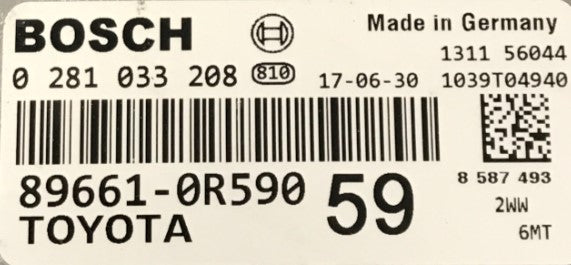 BOSCH
Made in Germany
1311 56044
0 281 033 208 810 17-06-30 1039T04940
89661-0R590
TOYOTA
59
8 587 493
2WW
6MT